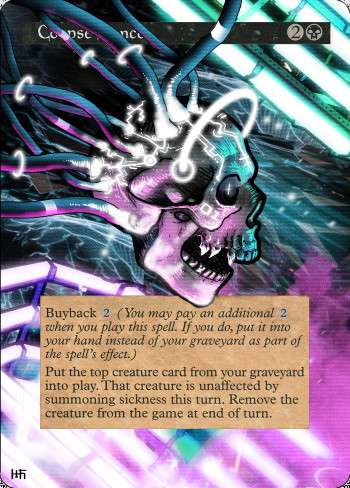 Corpse Dance 2
Buyback 2 (You may pay an additional 2
when you play this spell. If you do, put it into
your hand instead of your graveyard as part of
the spell's effect.)
Put the top creature card from your graveyard
into play. That creature is unaffected by
summoning sickness this turn. Remove the
creature from the game at end of turn.